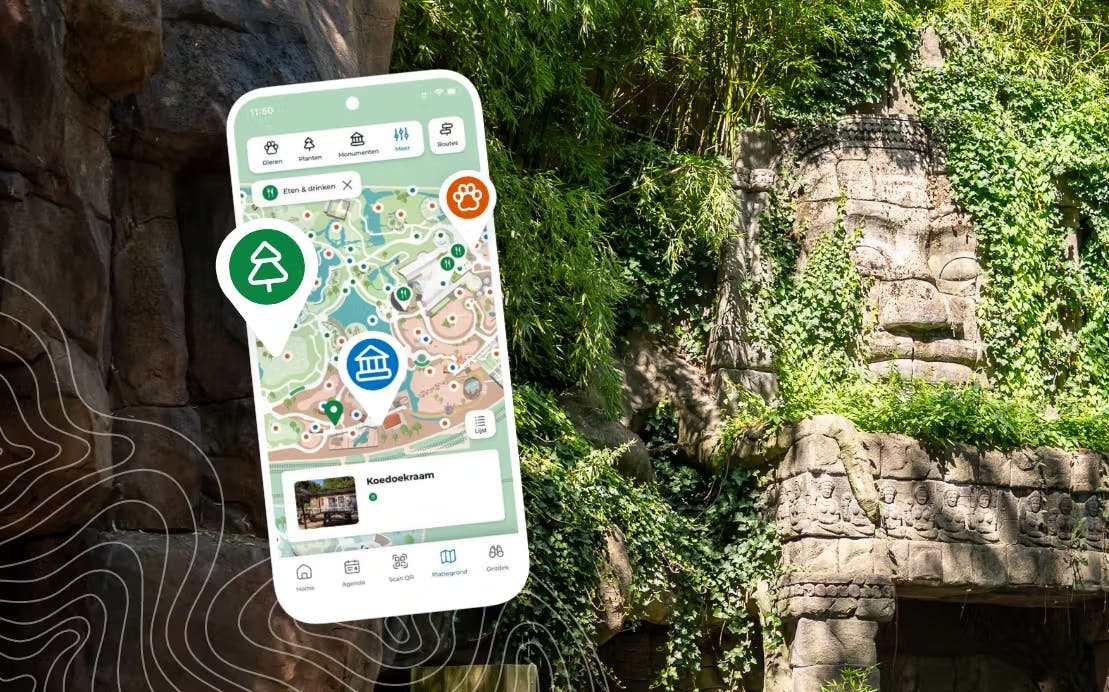 11:50
Dieren
Planten
Monumenten
Meer
Routes
Eten & drinken
Lijst
Koedoekraam
Home
Agenda
Scan QR
Plattegrond
Ontdek